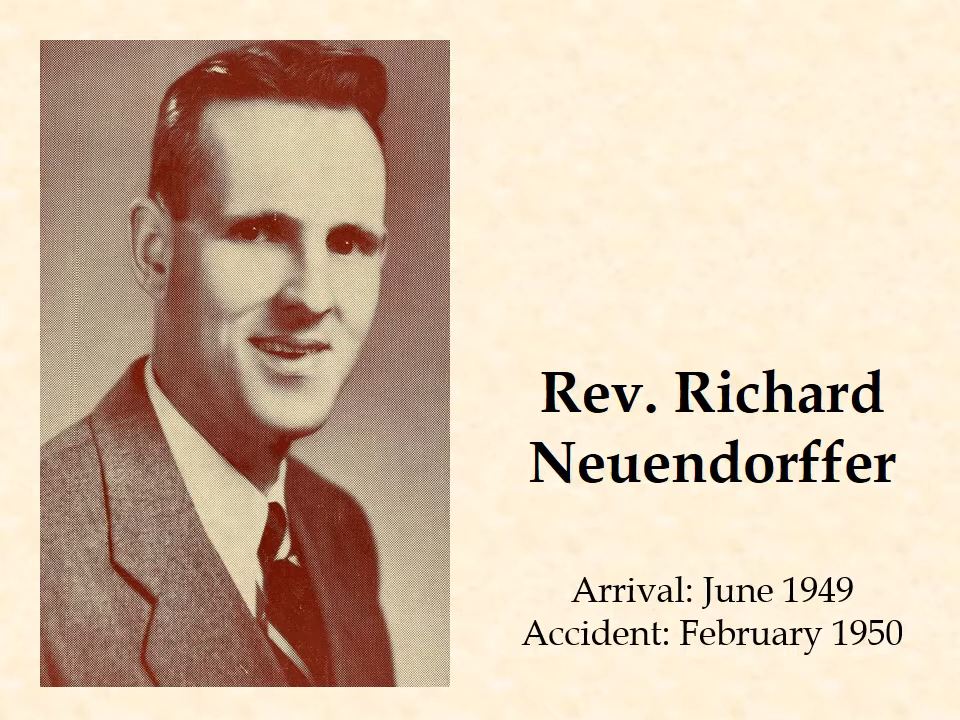 Rev. Richard
Neuendorffer
Arrival: June 1949
Accident: February 1950